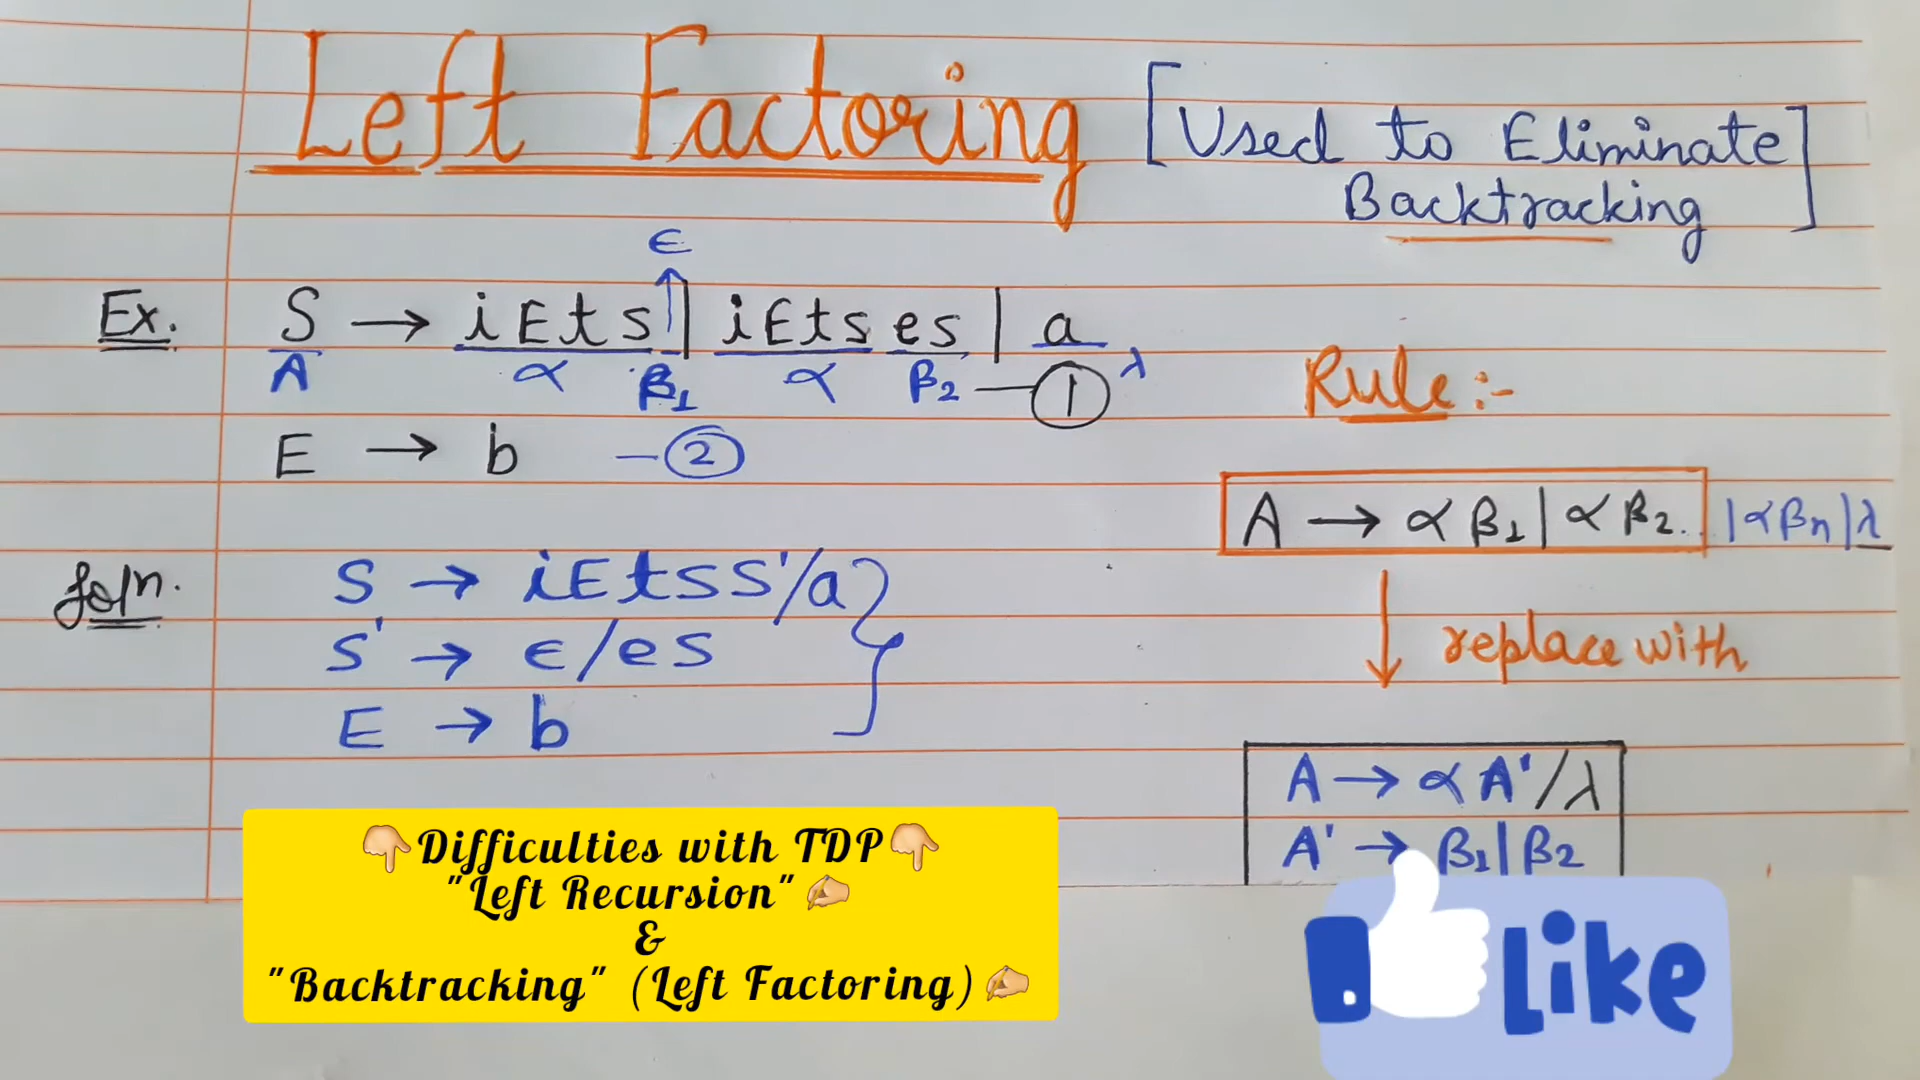 Left Factoring [Used to Eliminate
Backtracking]
ϵ
Ex. S → iEts | iEtses | a
A α β1 α β2 — 1 λ
Rule :-
E → b — 2
A → αβ1 | αβ2. | αβn | λ
Soln. S → iEtSS'/a
replace with
S' → ϵ/eS
E → b
A → αA'/λ
A' → β1 | β2
👇Difficulties with TDP👇
"Left Recursion"✍
&
"Backtracking" (Left Factoring)✍
Like